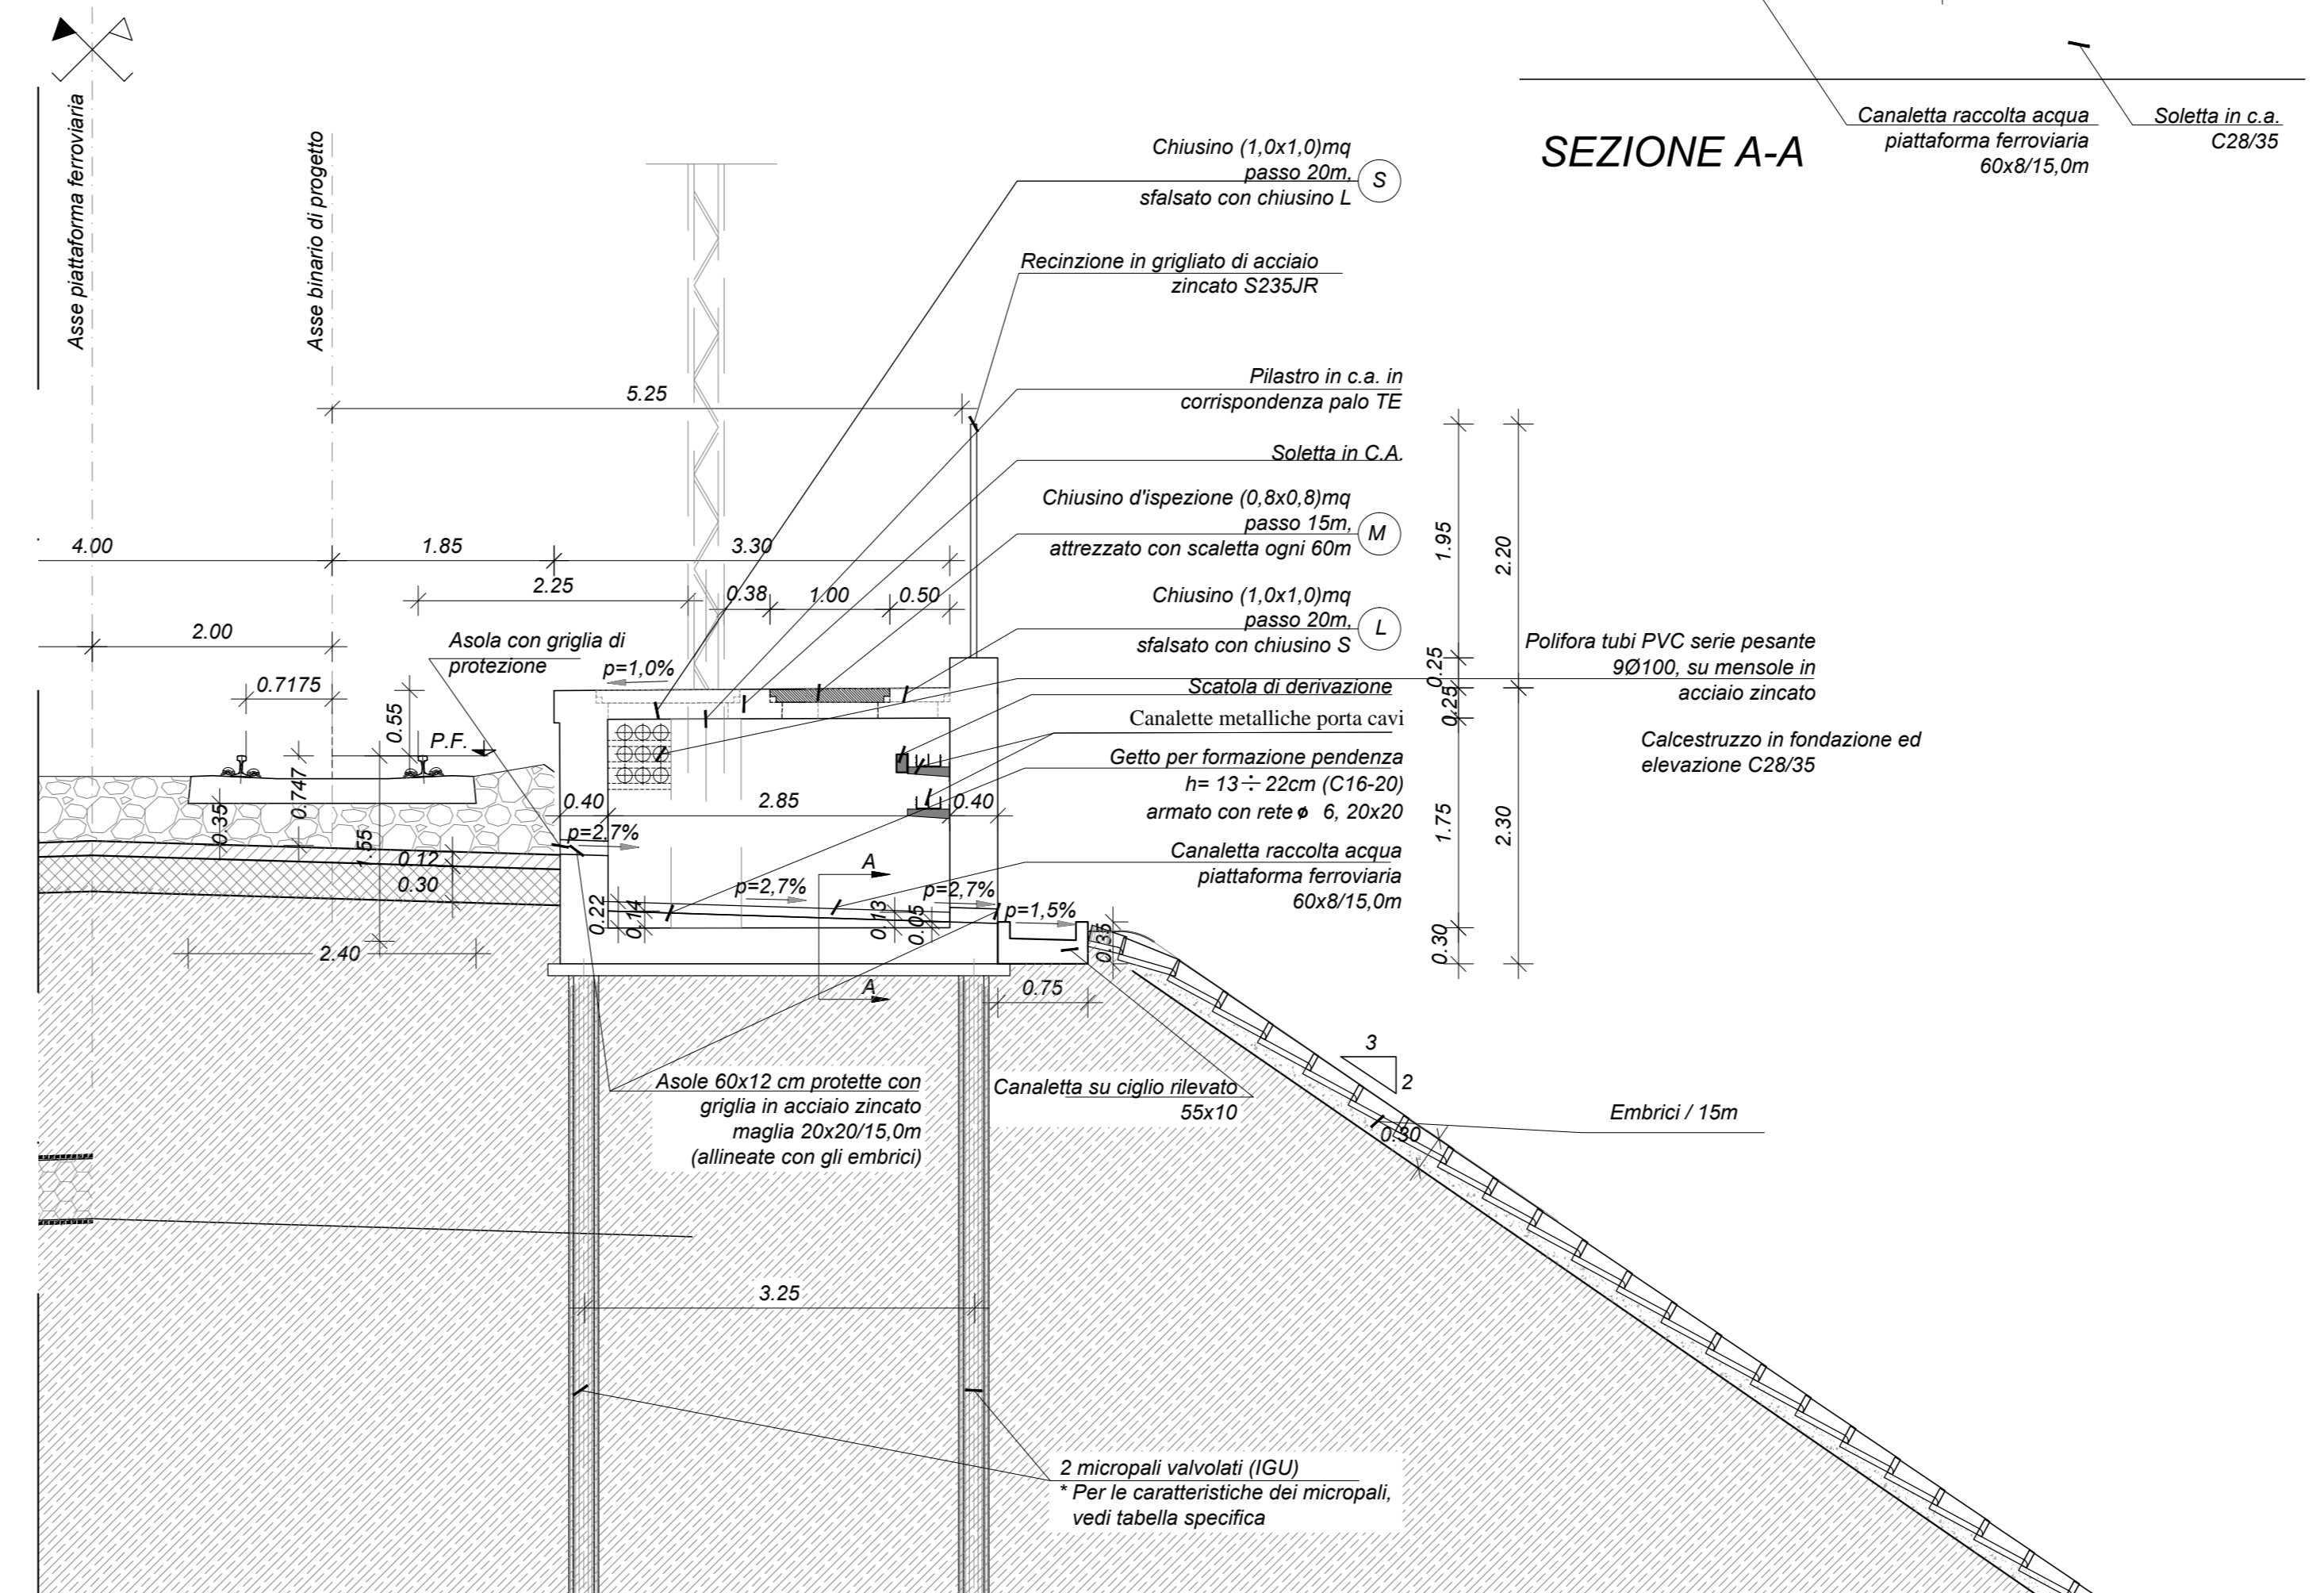 Asse piattaforma ferroviaria
Asse binario di progetto
SEZIONE A-A
Canaletta raccolta acqua
piattaforma ferroviaria
60x8/15,0m
Soletta in c.a.
C28/35
Chiusino (1,0x1,0)mq
passo 20m,
sfalsato con chiusino L
S
Recinzione in grigliato di acciaio
zincato S235JR
Pilastro in c.a. in
corrispondenza palo TE
Soletta in C.A.
Chiusino d'ispezione (0,8x0,8)mq
passo 15m,
attrezzato con scaletta ogni 60m
M
Chiusino (1,0x1,0)mq
passo 20m,
sfalsato con chiusino S
L
Polifora tubi PVC serie pesante
9Ø100, su mensole in
acciaio zincato
Scatola di derivazione
Canalette metalliche porta cavi
Getto per formazione pendenza
h= 13÷ 22cm (C16-20)
armato con rete ø 6, 20x20
Calcestruzzo in fondazione ed
elevazione C28/35
Canaletta raccolta acqua
piattaforma ferroviaria
60x8/15,0m
5.25
4.00
1.85
3.30
2.25
0.38
1.00
0.50
2.00
Asola con griglia di
protezione
p=1,0%
0.7175
0.55
P.F.
0.747
0.35
1.55
0.12
0.30
0.40
2.85
0.40
p=2,7%
A
p=2,7%
p=2,7%
p=1,5%
0.22
0.14
0.13
0.05
0.35
2.40
A
0.75
1.95
2.20
0.25
0.25
1.75
2.30
0.30
3
2
0.30
Asole 60x12 cm protette con
griglia in acciaio zincato
maglia 20x20/15,0m
(allineate con gli embrici)
Canaletta su ciglio rilevato
55x10
Embrici / 15m
3.25
2 micropali valvolati (IGU)
* Per le caratteristiche dei micropali,
vedi tabella specifica